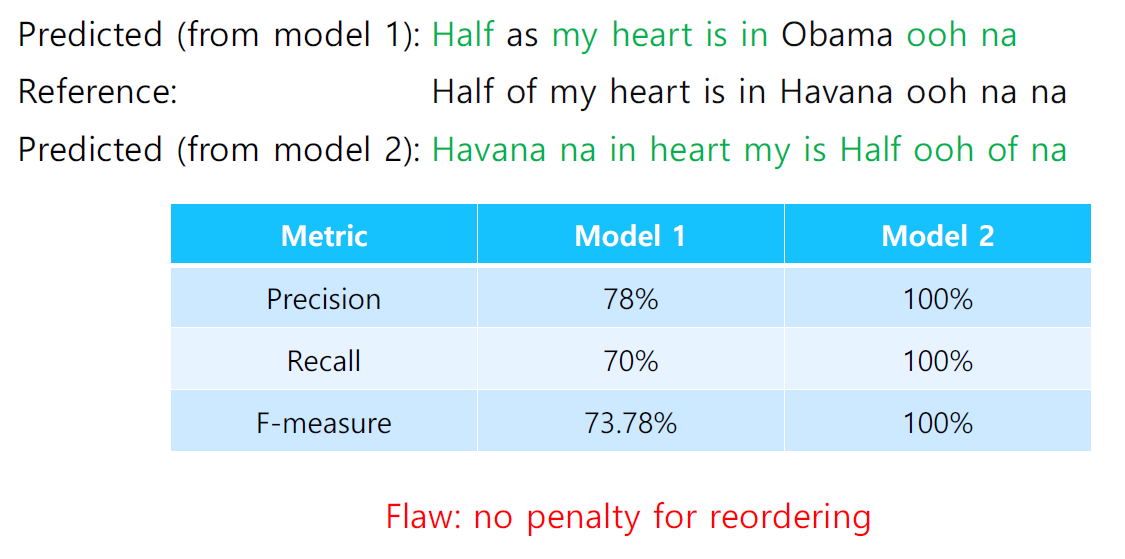 Predicted (from model 1): Half as my heart is in Obama ooh na
Reference: Half of my heart is in Havana ooh na na
Predicted (from model 2): Havana na in heart my is Half ooh of na
Metric Model 1 Model 2
Precision 78% 100%
Recall 70% 100%
F-measure 73.78% 100%
Flaw: no penalty for reordering